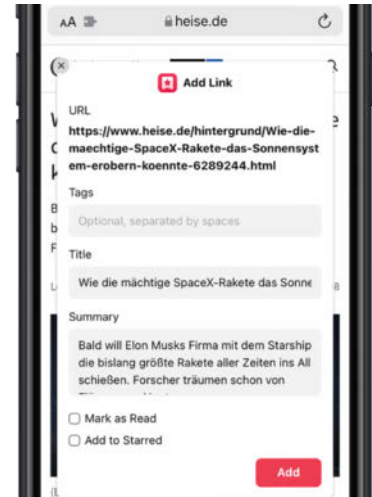 AA heise.de
Add Link
URL
https://www.heise.de/hintergrund/Wie-die-
maechtige-SpaceX-Rakete-das-Sonnensyst
em-erobern-koennte-6289244.html
Tags
Optional, separated by spaces
Title
Wie die mächtige SpaceX-Rakete das Sonne
Summary
Bald will Elon Musks Firma mit dem Starship
die bislang größte Rakete aller Zeiten ins All
schießen. Forscher träumen schon von
Mark as Read
Add to Starred
Add